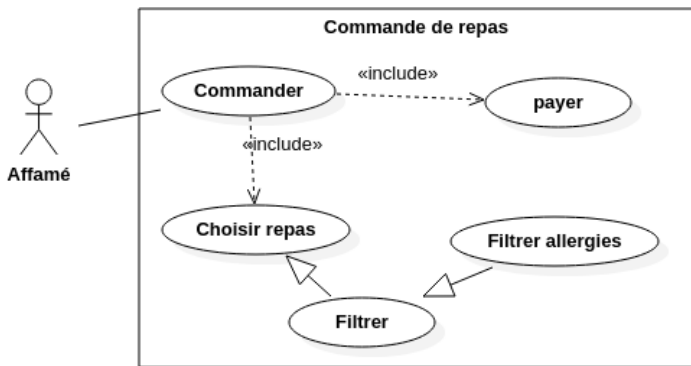 Commande de repas
«include»
Commander
payer
«include»
Affamé
Choisir repas
Filtrer allergies
Filtrer